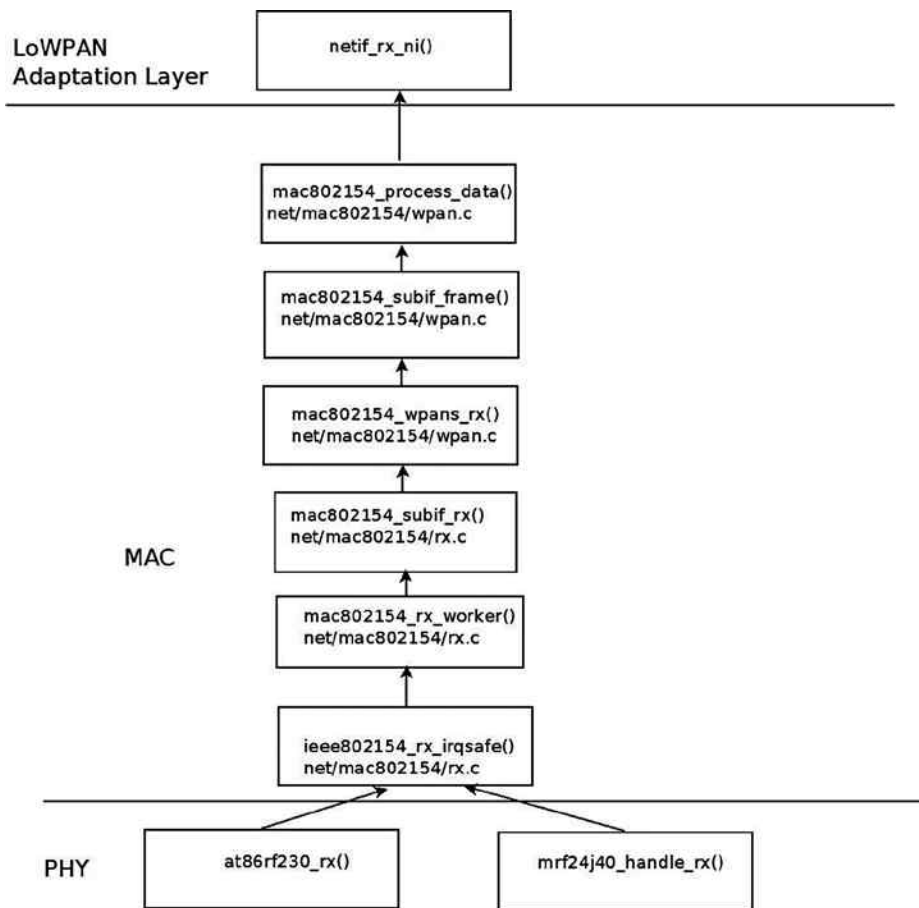 LoWPAN
Adaptation Layer
netif_rx_ni()
mac802154_process_data()
net/mac802154/wpan.c
mac802154_subif_frame()
net/mac802154/wpan.c
mac802154_wpans_rx()
net/mac802154/wpan.c
mac802154_subif_rx()
net/mac802154/rx.c
MAC
mac802154_rx_worker()
net/mac802154/rx.c
ieee802154_rx_irqsafe()
net/mac802154/rx.c
PHY
at86rf230_rx()
mrf24j40_handle_rx()